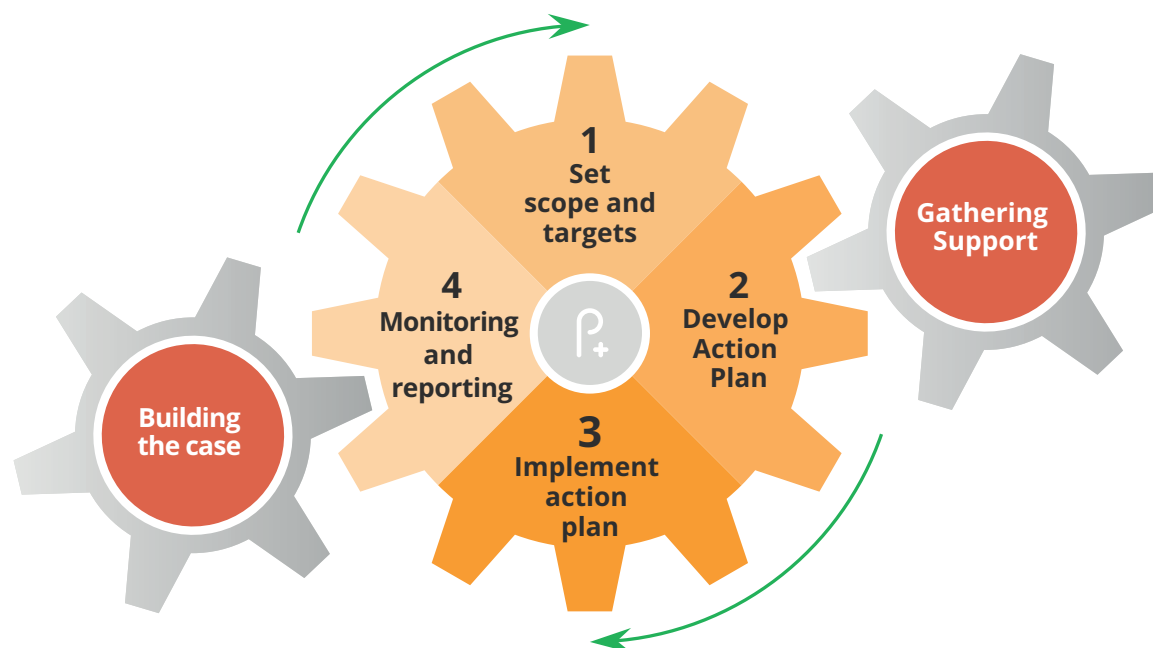 1
Set
scope and
targets
2
Develop
Action
Plan
3
Implement
action
plan
4
Monitoring
and
reporting
Building
the case
Gathering
Support
P+